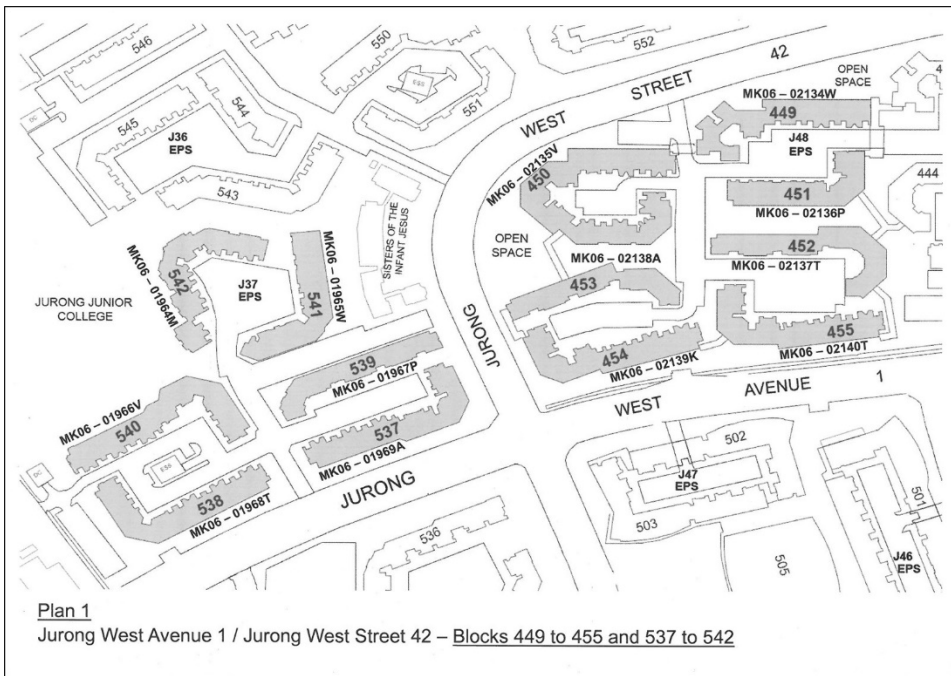 546
550
552
WEST STREET 42
OPEN
SPACE
MK06 – 02134W
449
ESS
551
DC
545
544
J36
EPS
543
J48
EPS
MK06 – 02135V
450
451
MK06 – 02136P
444
SISTERS OF THE
INFANT JESUS
OPEN
SPACE
452
MK06 – 02137T
MK06 – 02138A
453
542
MK06 – 01964M
J37
EPS
541
MK06 – 01965W
JURONG JUNIOR
COLLEGE
JURONG
454
MK06 – 02139K
455
MK06 – 02140T
539
MK06 – 01967P
WEST AVENUE 1
MK06 – 01966V
540
537
MK06 – 01969A
ESS
DC
538
MK06 – 01968T
JURONG
502
J47
EPS
503
501
536
505
J46
EPS
Plan 1
Jurong West Avenue 1 / Jurong West Street 42 – Blocks 449 to 455 and 537 to 542